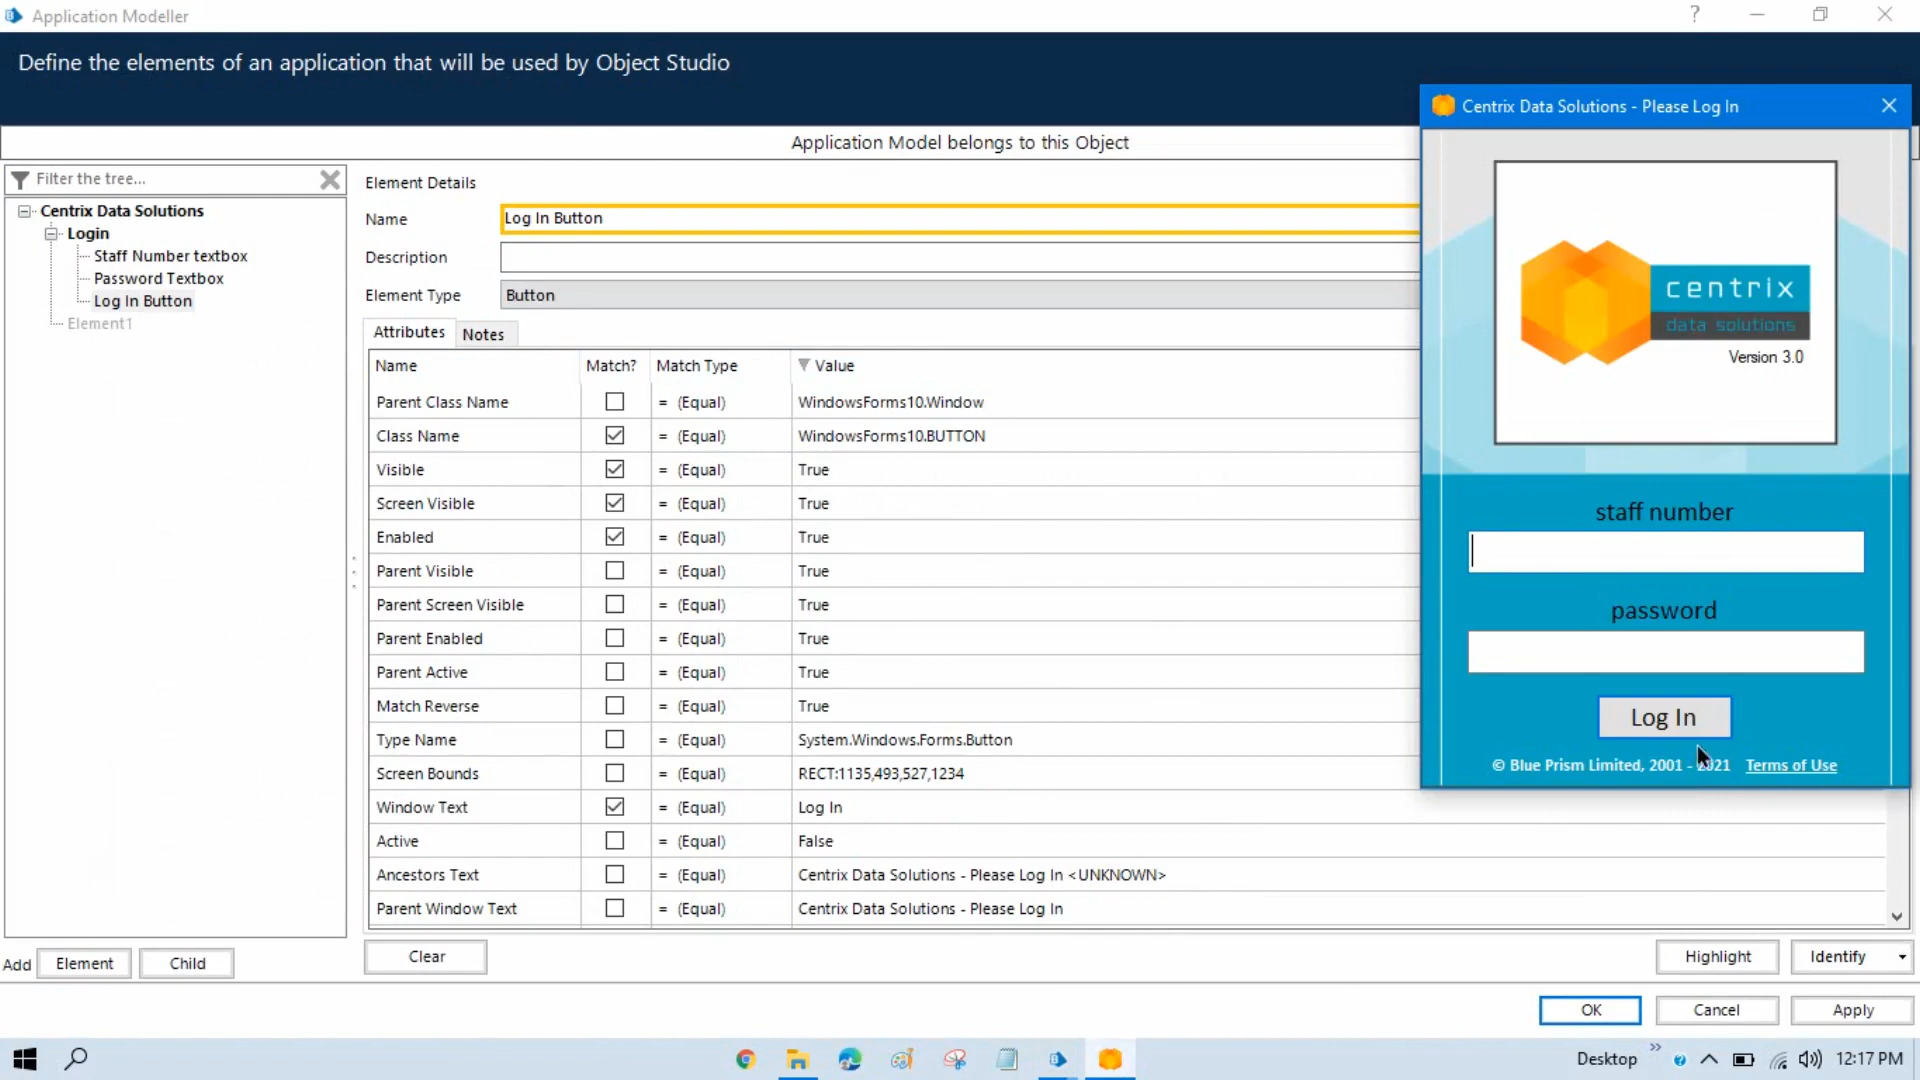 Application Modeller
?
Define the elements of an application that will be used by Object Studio
Application Model belongs to this Object
Filter the tree...
Centrix Data Solutions
Login
Staff Number textbox
Password Textbox
Log In Button
Element1
Add
Element
Child
Element Details
Name
Log In Button
Description
Element Type
Button
Attributes
Notes
Name Match? Match Type Value
Parent Class Name = (Equal) WindowsForms10.Window
Class Name = (Equal) WindowsForms10.BUTTON
Visible = (Equal) True
Screen Visible = (Equal) True
Enabled = (Equal) True
Parent Visible = (Equal) True
Parent Screen Visible = (Equal) True
Parent Enabled = (Equal) True
Parent Active = (Equal) True
Match Reverse = (Equal) True
Type Name = (Equal) System.Windows.Forms.Button
Screen Bounds = (Equal) RECT:1135,493,527,1234
Window Text = (Equal) Log In
Active = (Equal) False
Ancestors Text = (Equal) Centrix Data Solutions - Please Log In <UNKNOWN>
Parent Window Text = (Equal) Centrix Data Solutions - Please Log In
Clear
Highlight
Identify
OK
Cancel
Apply
Centrix Data Solutions - Please Log In
centrix
data solutions
Version 3.0
staff number
password
Log In
© Blue Prism Limited, 2001 - 2021 Terms of Use
Desktop
12:17 PM